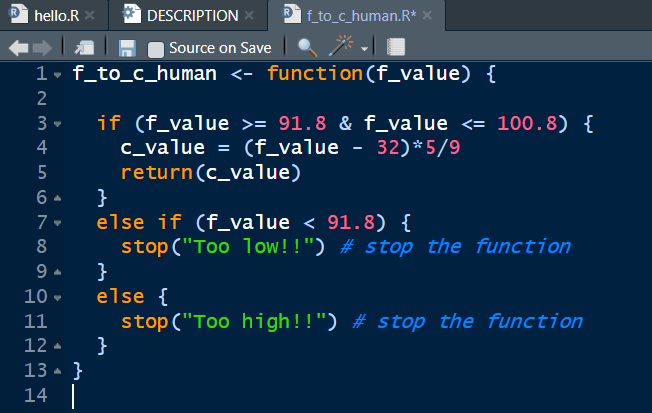 hello.R × DESCRIPTION × f_to_c_human.R* ×
Source on Save
1 f_to_c_human <- function(f_value) {
2
3   if (f_value >= 91.8 & f_value <= 100.8) {
4     c_value = (f_value - 32)*5/9
5     return(c_value)
6   }
7   else if (f_value < 91.8) {
8     stop("Too low!!") # stop the function
9   }
10   else {
11     stop("Too high!!") # stop the function
12   }
13 }
14